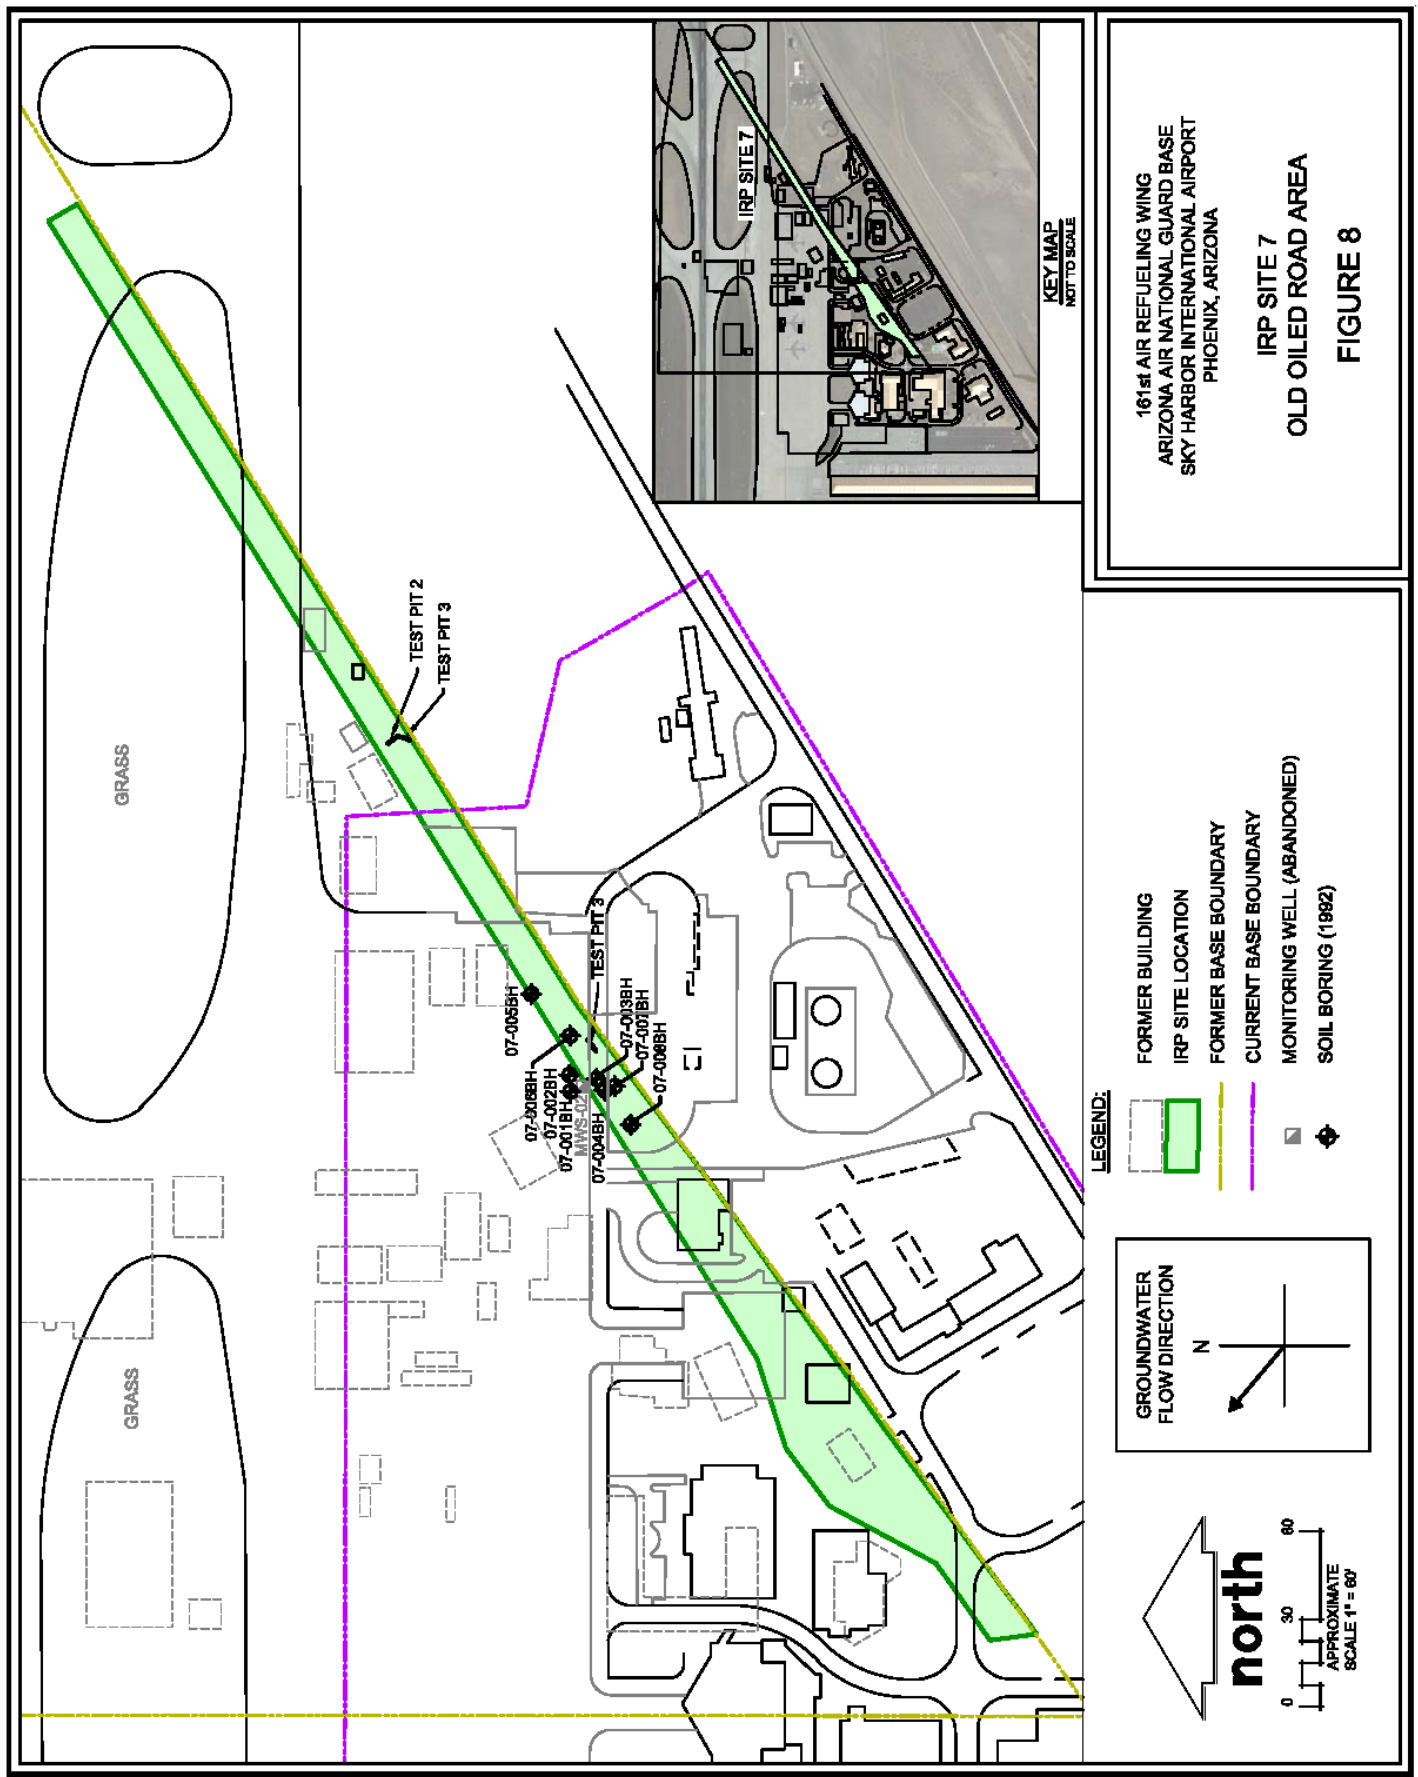 GRASS
GRASS
TEST PIT 2
TEST PIT 3
TEST PIT 3
07-005BH
07-006BH
07-002BH
07-001BH
MWS-02
07-004BH
07-003BH
07-007BH
07-008BH
IRP SITE 7
KEY MAP
NOT TO SCALE
LEGEND:
FORMER BUILDING
IRP SITE LOCATION
FORMER BASE BOUNDARY
CURRENT BASE BOUNDARY
MONITORING WELL (ABANDONED)
SOIL BORING (1992)
GROUNDWATER
FLOW DIRECTION
N
north
0 30 60
APPROXIMATE
SCALE 1" = 60'
161st AIR REFUELING WING
ARIZONA AIR NATIONAL GUARD BASE
SKY HARBOR INTERNATIONAL AIRPORT
PHOENIX, ARIZONA
IRP SITE 7
OLD OILED ROAD AREA
FIGURE 8